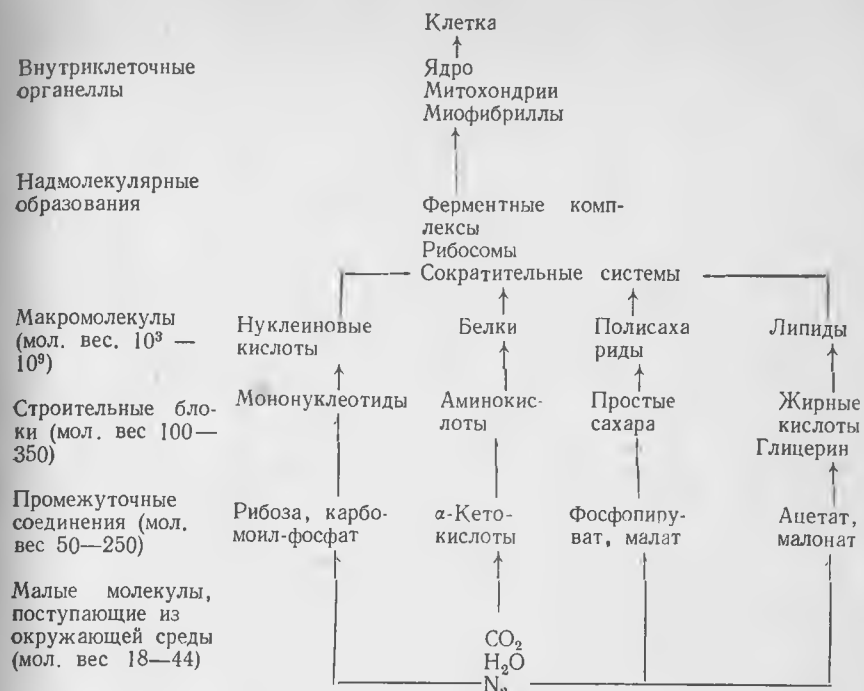 Клетка
Внутриклеточные
органеллы
Ядро
Митохондрии
Миофибриллы
Надмолекулярные
образования
Ферментные комп-
лексы
Рибосомы
Сократительные системы
Макромолекулы
(мол. вес. 10³ —
10⁹)
Нуклеиновые
кислоты
Белки
Полисаха
риды
Липиды
Строительные бло-
ки (мол. вес 100—
350)
Мононуклеотиды
Аминокис-
лоты
Простые
сахара
Жирные
кислоты
Глицерин
Промежуточные
соединения (мол.
вес 50—250)
Рибоза, карбо-
моил-фосфат
α-Кето-
кислоты
Фосфопиру-
ват, малат
Ацетат,
малонат
Малые молекулы,
поступающие из
окружающей среды
(мол. вес 18—44)
CO₂
H₂O
N₂